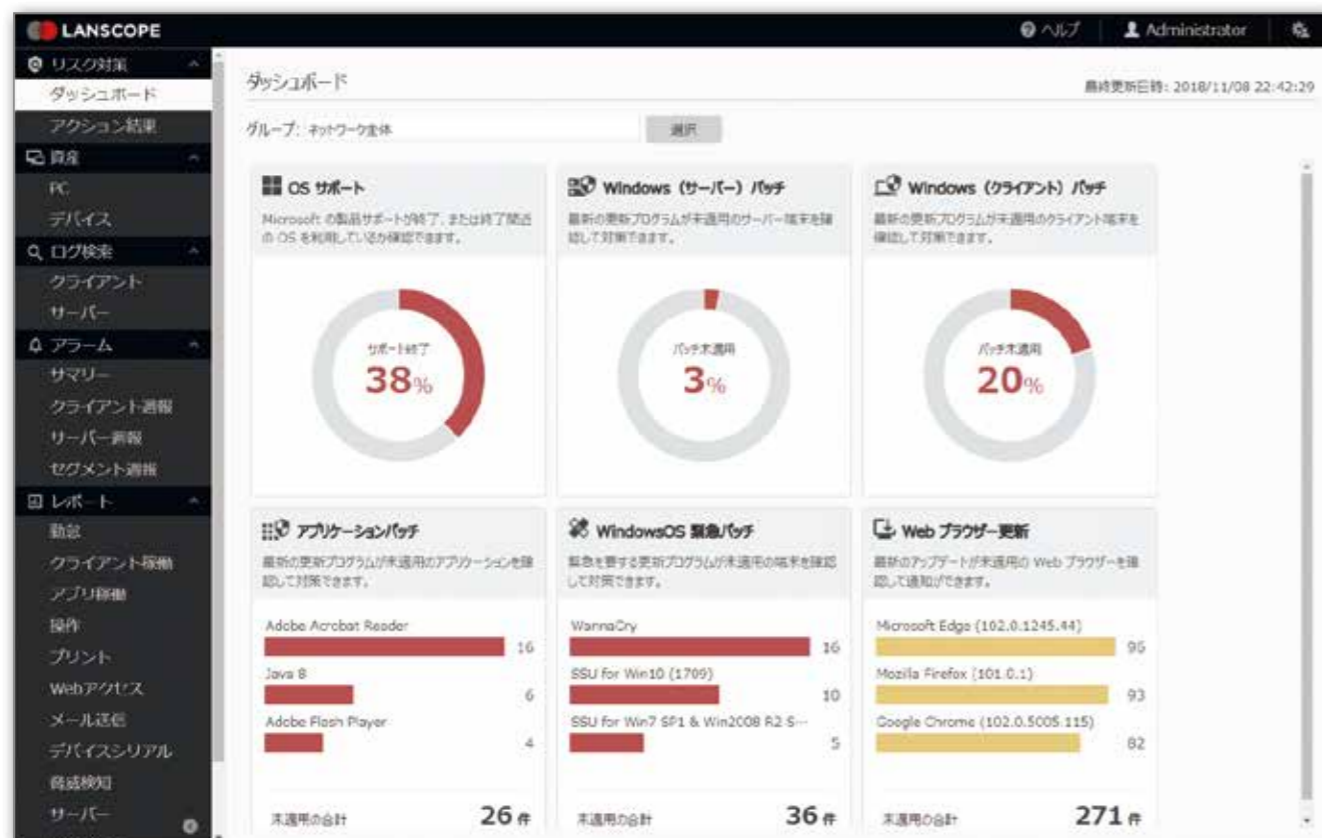 LANSCOPE
ヘルプ
Administrator
リスク対策
ダッシュボード
アクション結果
資産
PC
デバイス
ログ検索
クライアント
サーバー
アラーム
サマリー
クライアント週報
サーバー週報
セグメント週報
レポート
勤怠
クライアント稼働
アプリ稼働
操作
プリント
Webアクセス
メール送信
デバイスシリアル
脅威検知
サーバー
ダッシュボード
最終更新日時: 2018/11/08 22:42:29
グループ: ネットワーク全体
選択
OS サポート
Microsoft の製品サポートが終了、または終了間近
の OS を利用しているか確認できます。
サポート終了
38%
Windows（サーバー）パッチ
最新の更新プログラムが未適用のサーバー端末を確
認して対策できます。
パッチ未適用
3%
Windows（クライアント）パッチ
最新の更新プログラムが未適用のクライアント端末を
確認して対策できます。
パッチ未適用
20%
アプリケーションパッチ
最新の更新プログラムが未適用のアプリケーションを確
認して対策できます。
Adobe Acrobat Reader
16
Java 8
6
Adobe Flash Player
4
未適用の合計 26 件
WindowsOS 緊急パッチ
緊急を要する更新プログラムが未適用の端末を確認
して対策できます。
WannaCry
16
SSU for Win10 (1709)
10
SSU for Win7 SP1 & Win2008 R2 S…
5
未適用の合計 36 件
Web ブラウザー更新
最新のアップデートが未適用の Web ブラウザーを確
認して通知ができます。
Microsoft Edge (102.0.1245.44)
96
Mozilla Firefox (101.0.1)
93
Google Chrome (102.0.5005.115)
82
未適用の合計 271 件